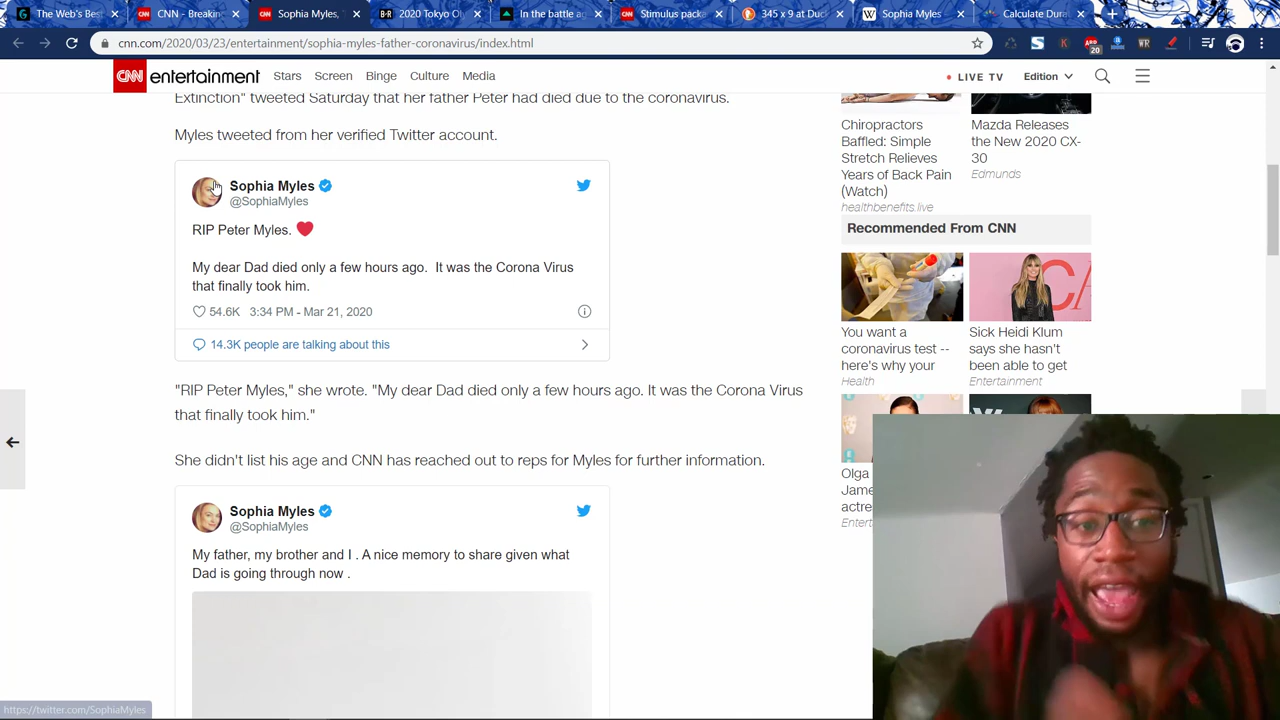 The Web's Bes
CNN - Breakin
Sophia Myles,
2020 Tokyo Ol
In the battle ag
Stimulus pack
345 x 9 at Duc
Sophia Myles
Calculate Dura
cnn.com/2020/03/23/entertainment/sophia-myles-father-coronavirus/index.html
20
CNN entertainment Stars Screen Binge Culture Media
LIVE TV Edition
Extinction" tweeted Saturday that her father Peter had died due to the coronavirus.
Myles tweeted from her verified Twitter account.
Sophia Myles
@SophiaMyles
RIP Peter Myles. ❤
My dear Dad died only a few hours ago. It was the Corona Virus
that finally took him.
54.6K 3:34 PM - Mar 21, 2020
14.3K people are talking about this
"RIP Peter Myles," she wrote. "My dear Dad died only a few hours ago. It was the Corona Virus
that finally took him."
She didn't list his age and CNN has reached out to reps for Myles for further information.
Sophia Myles
@SophiaMyles
My father, my brother and I . A nice memory to share given what
Dad is going through now .
Chiropractors
Baffled: Simple
Stretch Relieves
Years of Back Pain
(Watch)
healthbenefits.live
Mazda Releases
the New 2020 CX-
30
Edmunds
Recommended From CNN
You want a
coronavirus test --
here's why your
Health
Sick Heidi Klum
says she hasn't
been able to get
Entertainment
Olga
Jame
actre
Entert
https://twitter.com/SophiaMyles